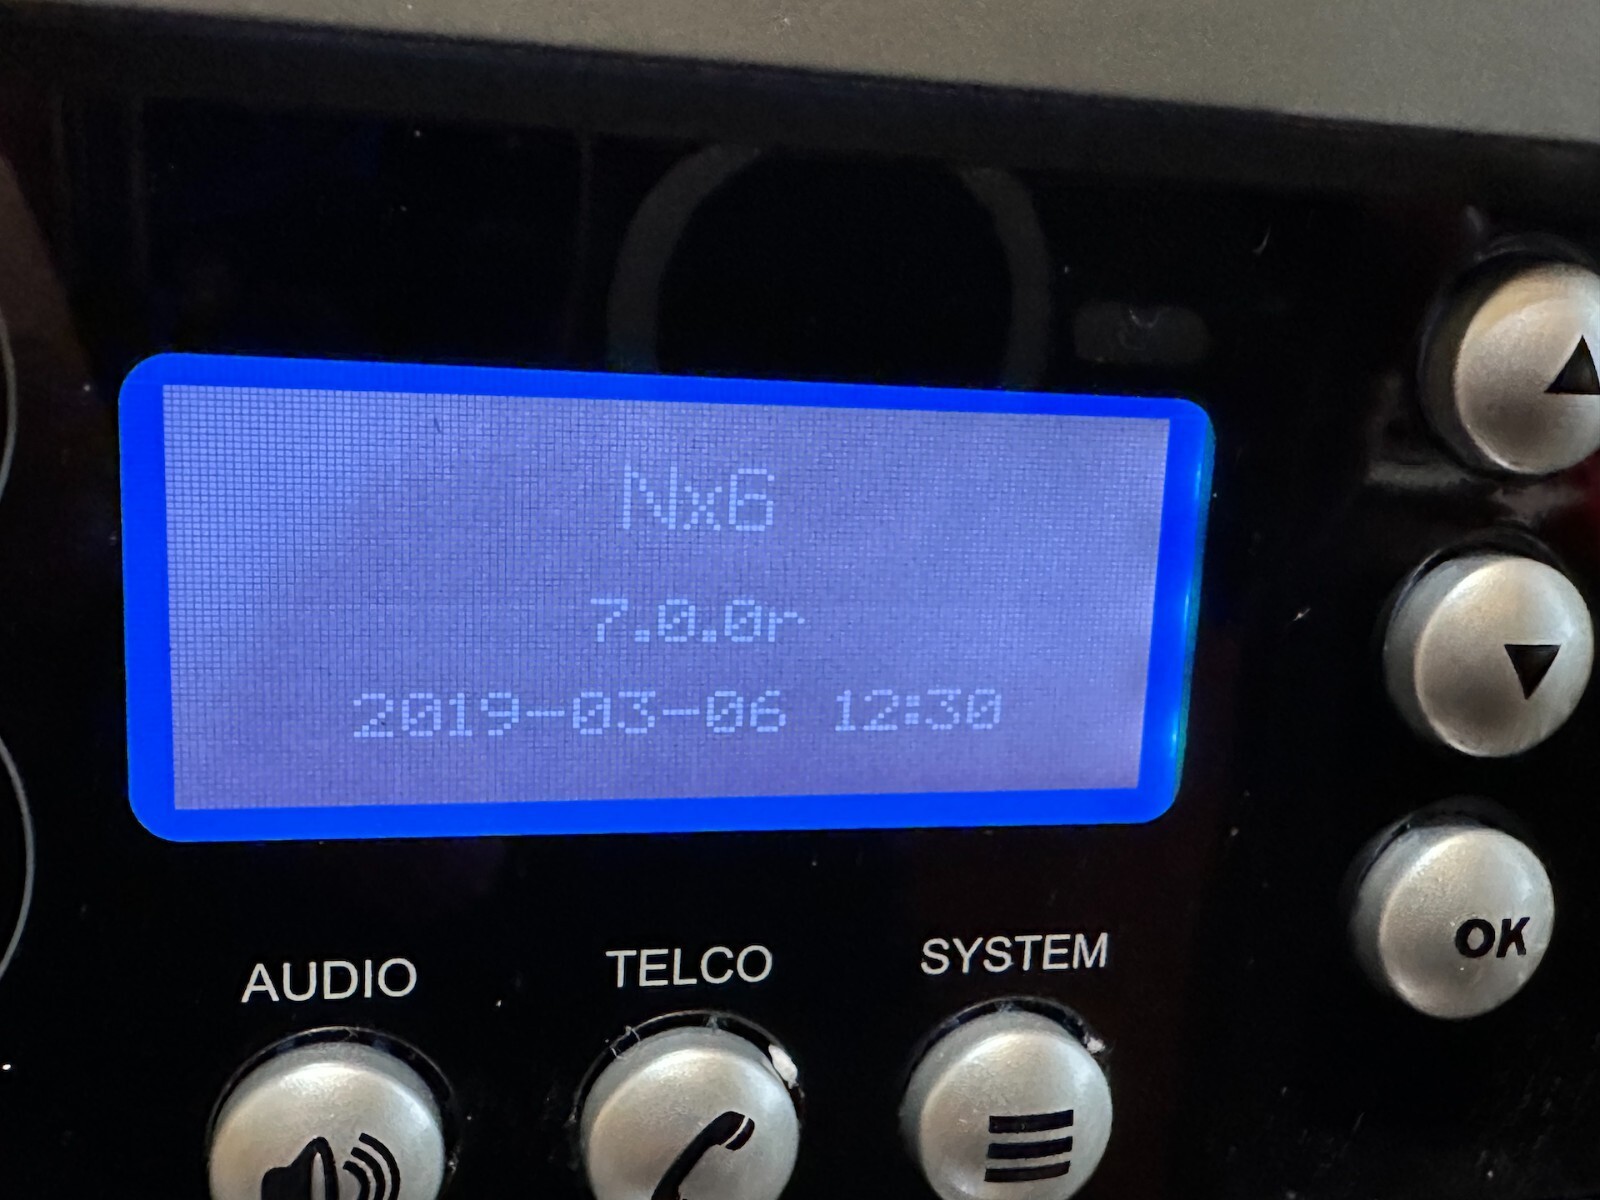 Nx6
7.0.0r
2019-03-06 12:30
AUDIO
TELCO
SYSTEM
OK